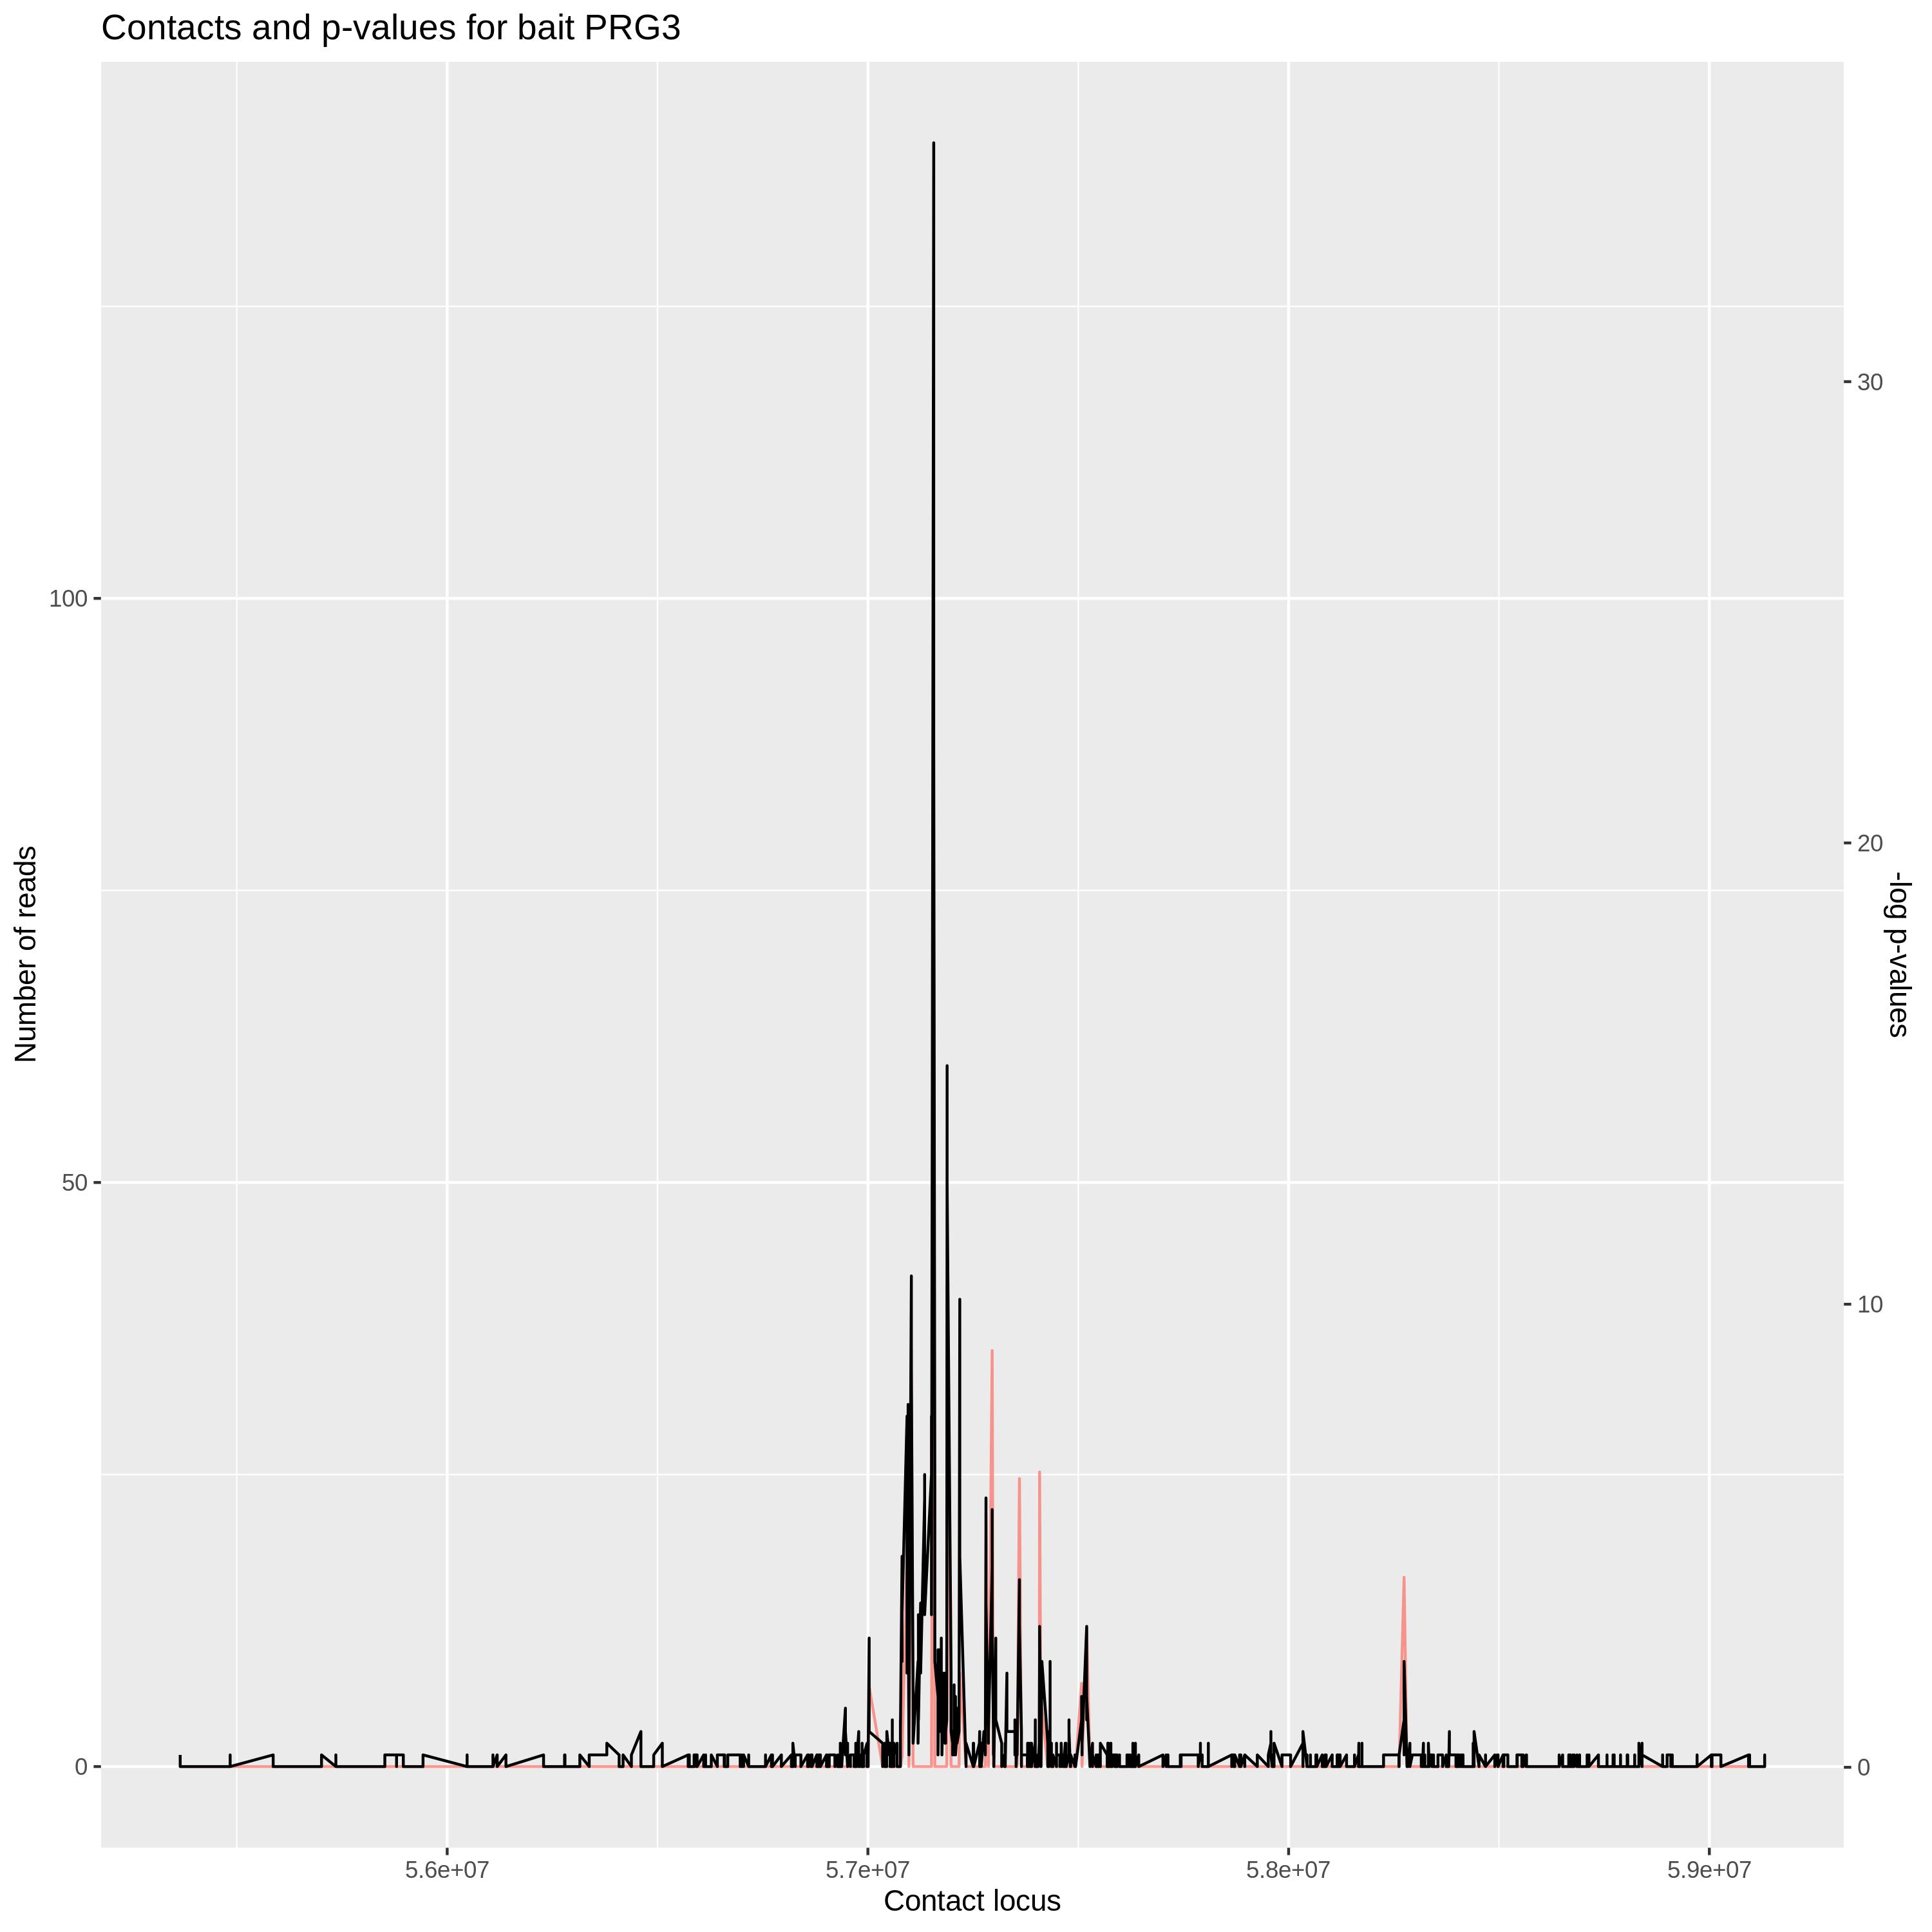 Contacts and p-values for bait PRG3
Number of reads
100
50
0
30
20
10
0
-log p-values
5.6e+07
5.7e+07
5.8e+07
5.9e+07
Contact locus